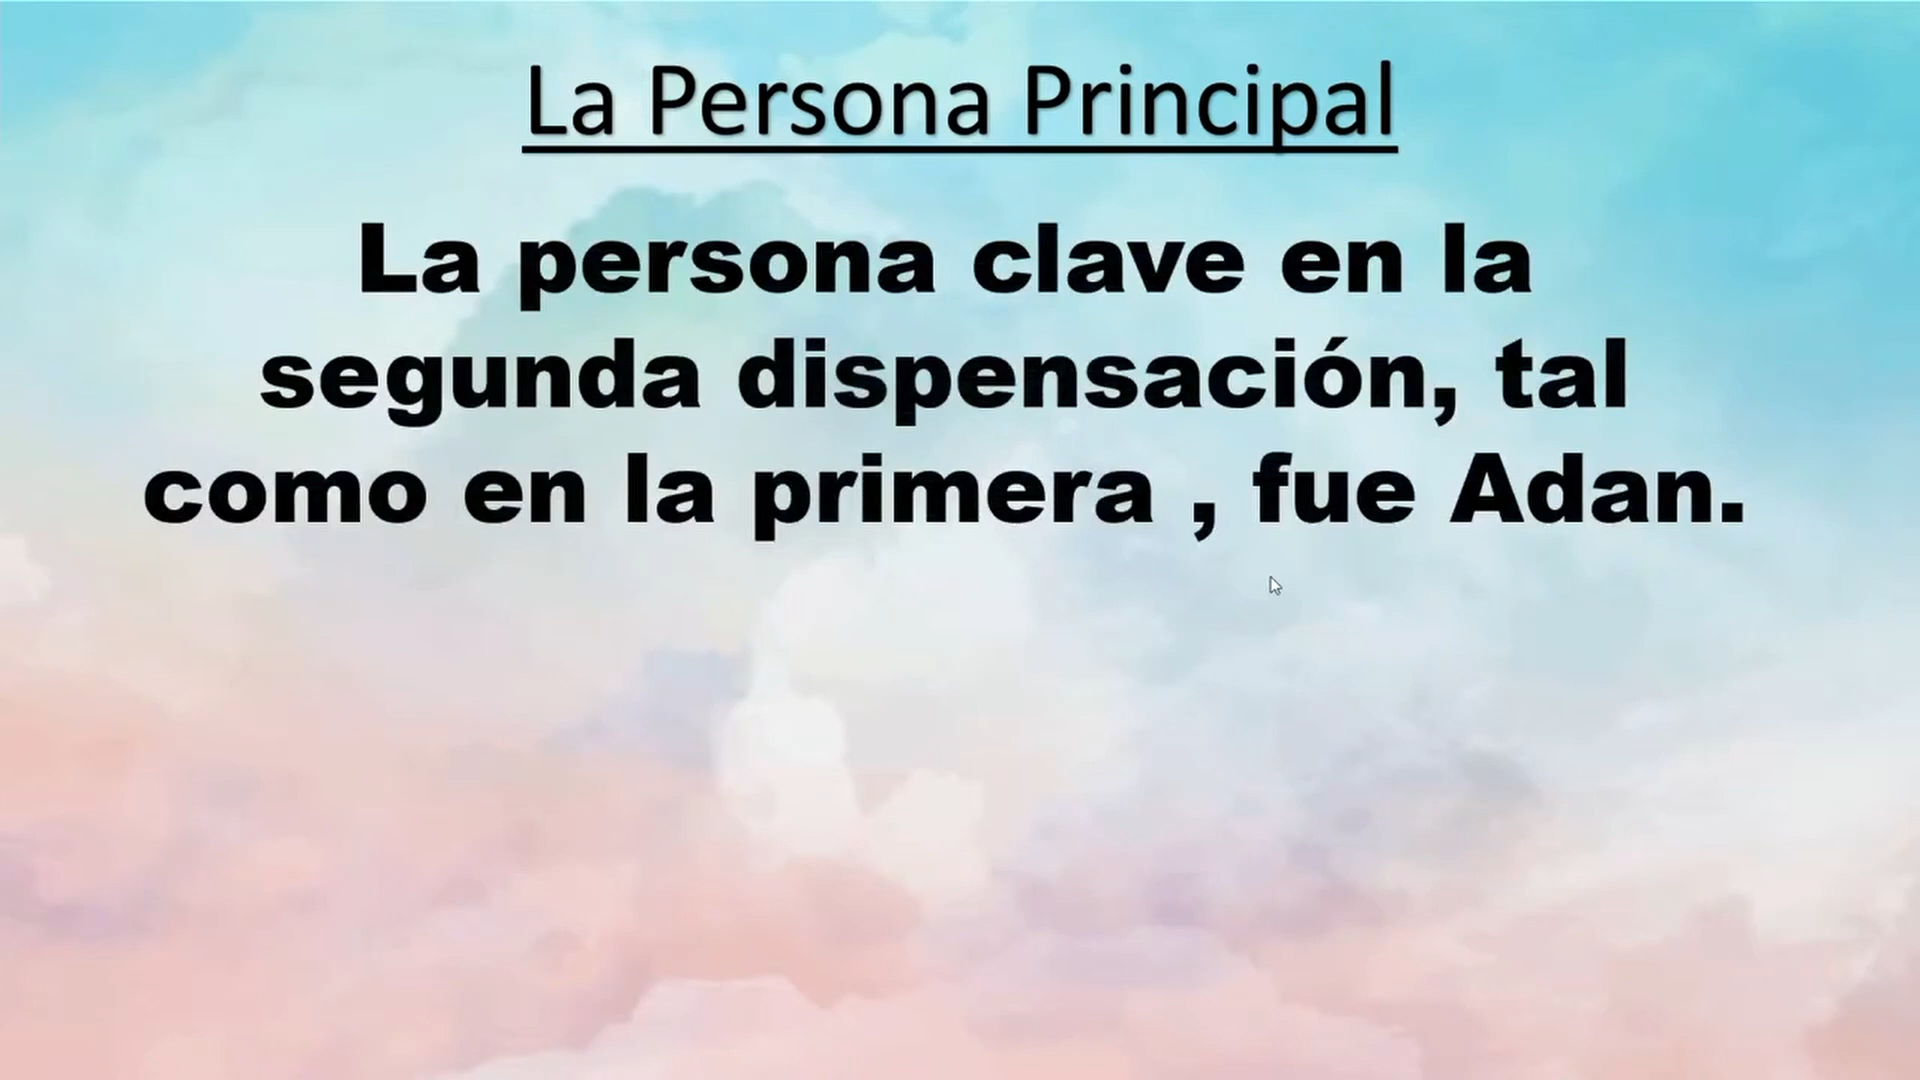 La Persona Principal
La persona clave en la
segunda dispensación, tal
como en la primera , fue Adan.